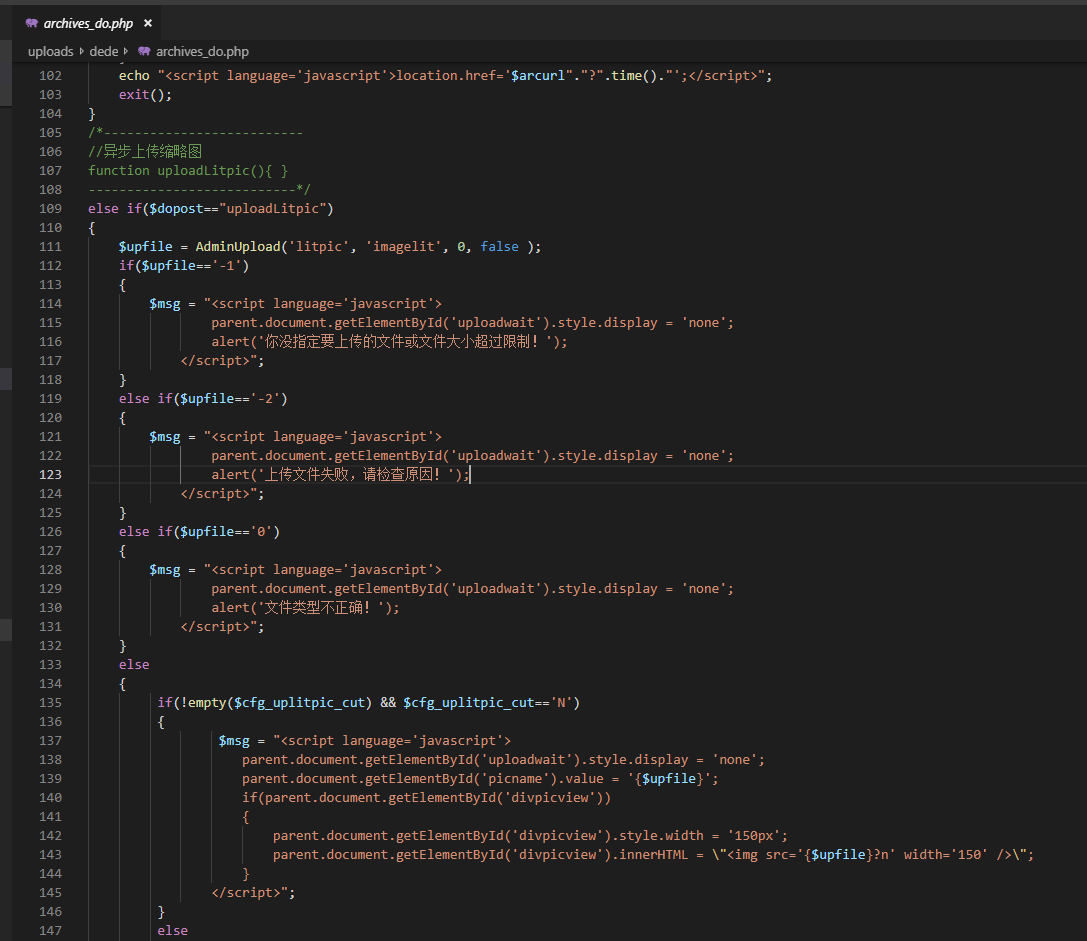 archives_do.php ×
uploads dede archives_do.php
102 echo "<script language='javascript'>location.href='$arcurl"."?".time()."';</script>";
103 exit();
104 }
105 /*--------------------------
106 //异步上传缩略图
107 function uploadLitpic(){ }
108 ---------------------------*/
109 else if($dopost=="uploadLitpic")
110 {
111 $upfile = AdminUpload('litpic', 'imagelit', 0, false );
112 if($upfile=='-1')
113 {
114 $msg = "<script language='javascript'>
115 parent.document.getElementById('uploadwait').style.display = 'none';
116 alert('你没指定要上传的文件或文件大小超过限制！');
117 </script>";
118 }
119 else if($upfile=='-2')
120 {
121 $msg = "<script language='javascript'>
122 parent.document.getElementById('uploadwait').style.display = 'none';
123 alert('上传文件失败，请检查原因！');
124 </script>";
125 }
126 else if($upfile=='0')
127 {
128 $msg = "<script language='javascript'>
129 parent.document.getElementById('uploadwait').style.display = 'none';
130 alert('文件类型不正确！');
131 </script>";
132 }
133 else
134 {
135 if(!empty($cfg_uplitpic_cut) && $cfg_uplitpic_cut=='N')
136 {
137 $msg = "<script language='javascript'>
138 parent.document.getElementById('uploadwait').style.display = 'none';
139 parent.document.getElementById('picname').value = '{$upfile}';
140 if(parent.document.getElementById('divpicview'))
141 {
142 parent.document.getElementById('divpicview').style.width = '150px';
143 parent.document.getElementById('divpicview').innerHTML = \"<img src='{$upfile}?n' width='150' />\";
144 }
145 </script>";
146 }
147 else